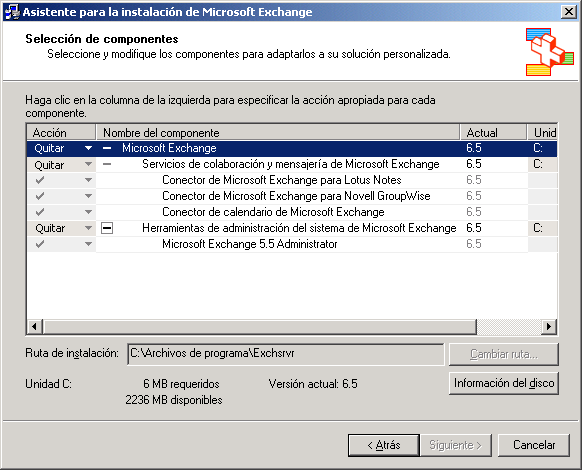 Asistente para la instalación de Microsoft Exchange
Selección de componentes
Seleccione y modifique los componentes para adaptarlos a su solución personalizada.
Haga clic en la columna de la izquierda para especificar la acción apropiada para cada
componente.
Acción Nombre del componente Actual Unid
Quitar Microsoft Exchange 6.5 C:
Quitar Servicios de colaboración y mensajería de Microsoft Exchange 6.5 C:
Conector de Microsoft Exchange para Lotus Notes 6.5
Conector de Microsoft Exchange para Novell GroupWise 6.5
Conector de calendario de Microsoft Exchange 6.5
Quitar Herramientas de administración del sistema de Microsoft Exchange 6.5 C:
Microsoft Exchange 5.5 Administrator 6.5
Ruta de instalación: C:\Archivos de programa\Exchsrvr Cambiar ruta...
Unidad C: 6 MB requeridos Versión actual: 6.5 Información del disco
2236 MB disponibles
< Atrás Siguiente > Cancelar